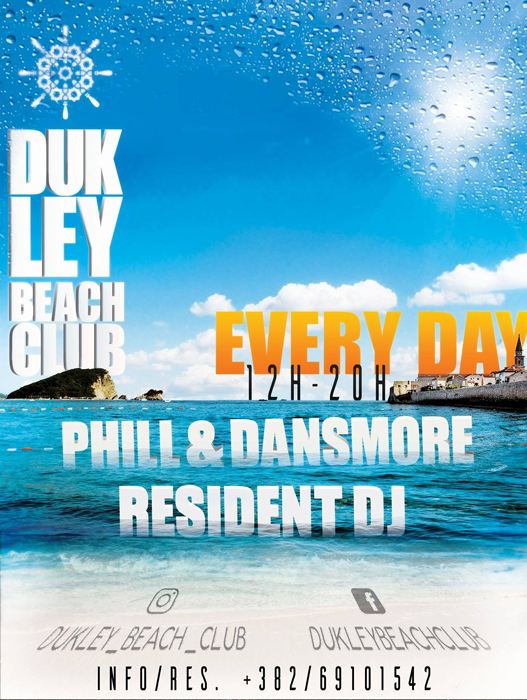 DUK
LEY
BEACH
CLUB
EVERY DAY
12H-20H
PHILL & DANSMORE
RESIDENT DJ
DUKLEY_BEACH_CLUB
DUKLEYBEACHCLUB
INFO/RES. +382/69101542